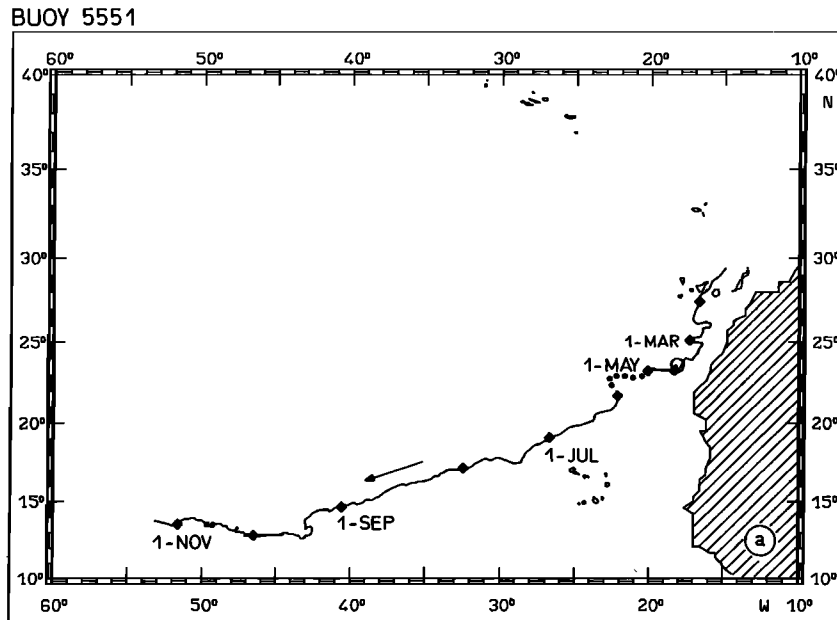 BUOY 5551
60° 50° 40° 30° 20° 10°
40° 40°
N
35° 35°
30° 30°
25° 25°
1-MAR
1-MAY
20° 20°
1-JUL
15° 15°
1-SEP
1-NOV
a
10° 10°
60° 50° 40° 30° 20° W 10°